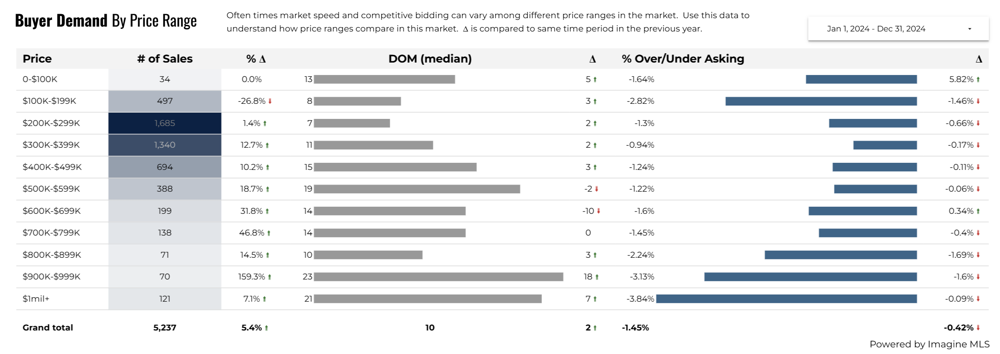 Buyer Demand By Price Range
Often times market speed and competitive bidding can vary among different price ranges in the market. Use this data to
understand how price ranges compare in this market. Δ is compared to same time period in the previous year.
Jan 1, 2024 - Dec 31, 2024
Price # of Sales % Δ DOM (median) Δ % Over/Under Asking Δ
0-$100K 34 0.0% 13 5 -1.64% 5.82%
$100K-$199K 497 -26.8% 8 3 -2.82% -1.46%
$200K-$299K 1,685 1.4% 7 2 -1.3% -0.66%
$300K-$399K 1,340 12.7% 11 2 -0.94% -0.17%
$400K-$499K 694 10.2% 15 3 -1.24% -0.11%
$500K-$599K 388 18.7% 19 -2 -1.22% -0.06%
$600K-$699K 199 31.8% 14 -10 -1.6% 0.34%
$700K-$799K 138 46.8% 14 0 -1.45% -0.4%
$800K-$899K 71 14.5% 10 3 -2.24% -1.69%
$900K-$999K 70 159.3% 23 18 -3.13% -1.6%
$1mil+ 121 7.1% 21 7 -3.84% -0.09%
Grand total 5,237 5.4% 10 2 -1.45% -0.42%
Powered by Imagine MLS